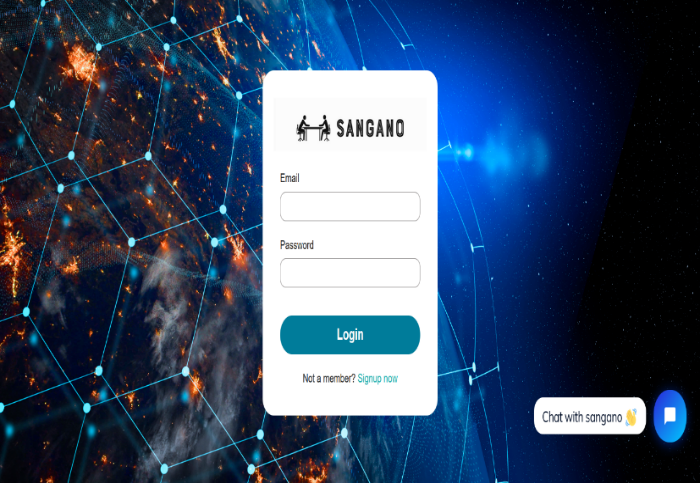 SANGANO
Email
Password
Login
Not a member? Signup now
Chat with sangano 👋